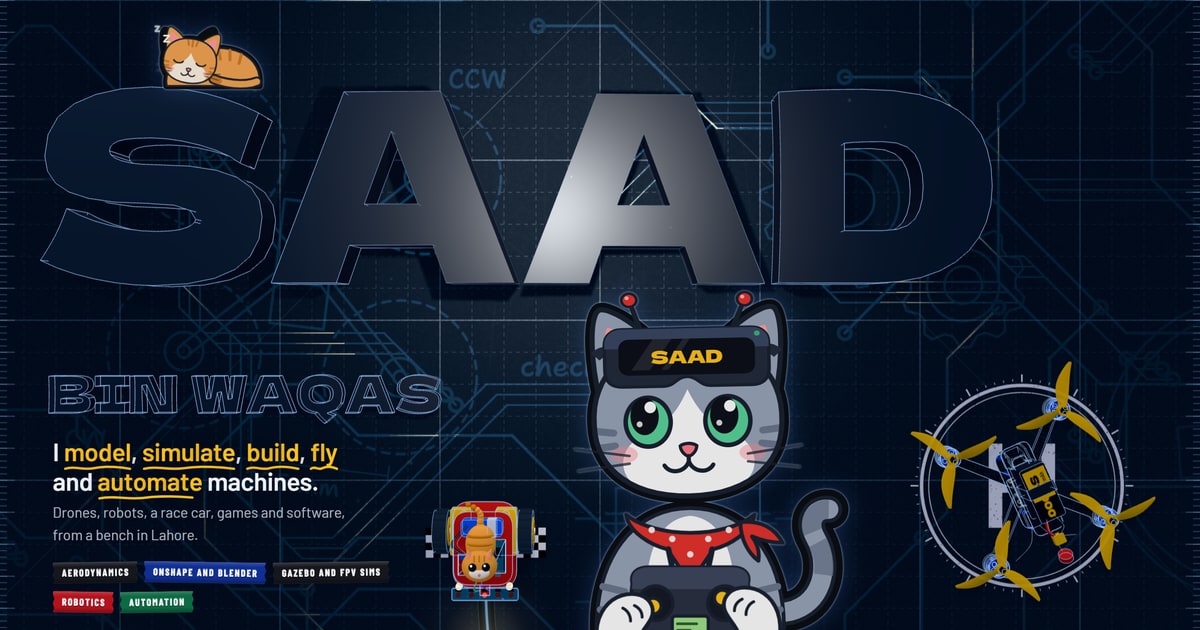 z
z
CCW
SAAD
check
SAAD
BIN WAQAS
I model, simulate, build, fly
and automate machines.
Drones, robots, a race car, games and software,
from a bench in Lahore.
AERODYNAMICS
ONSHAPE AND BLENDER
GAZEBO AND FPV SIMS
ROBOTICS
AUTOMATION
H